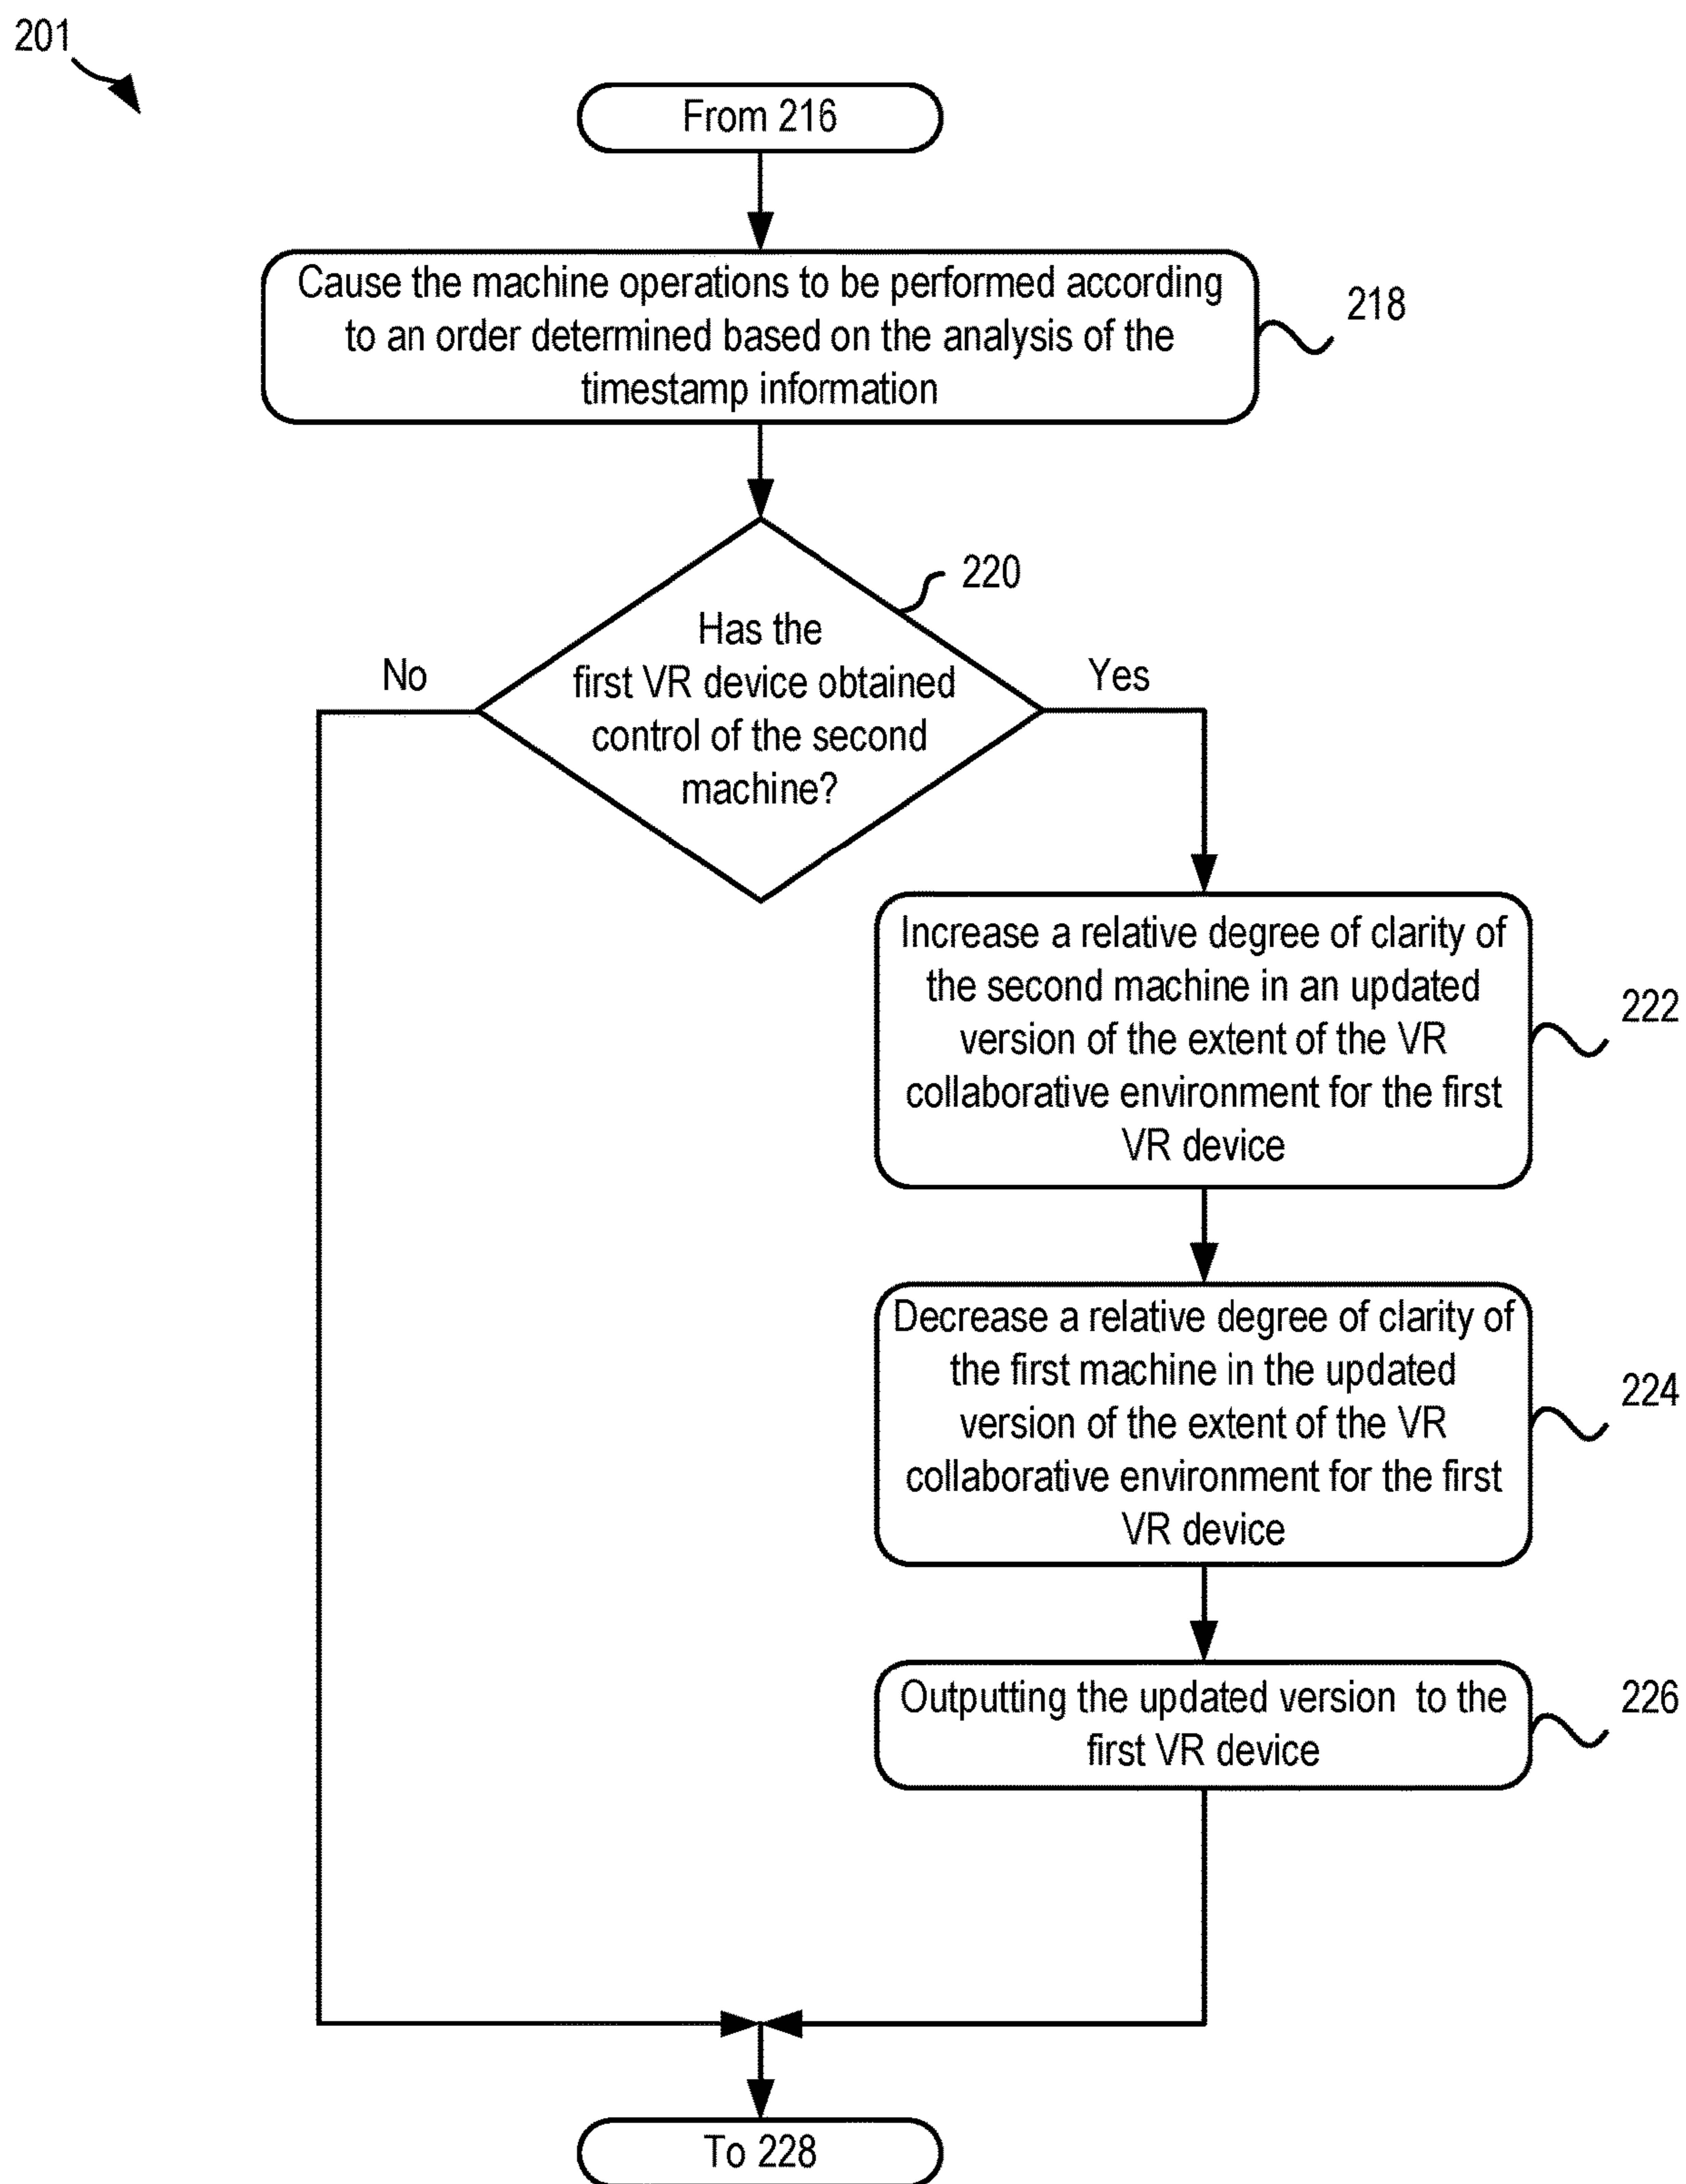 201
From 216
Cause the machine operations to be performed according
to an order determined based on the analysis of the
timestamp information
218
220
Has the
first VR device obtained
control of the second
machine?
No
Yes
Increase a relative degree of clarity of
the second machine in an updated
version of the extent of the VR
collaborative environment for the first
VR device
222
Decrease a relative degree of clarity of
the first machine in the updated
version of the extent of the VR
collaborative environment for the first
VR device
224
Outputting the updated version to the
first VR device
226
To 228